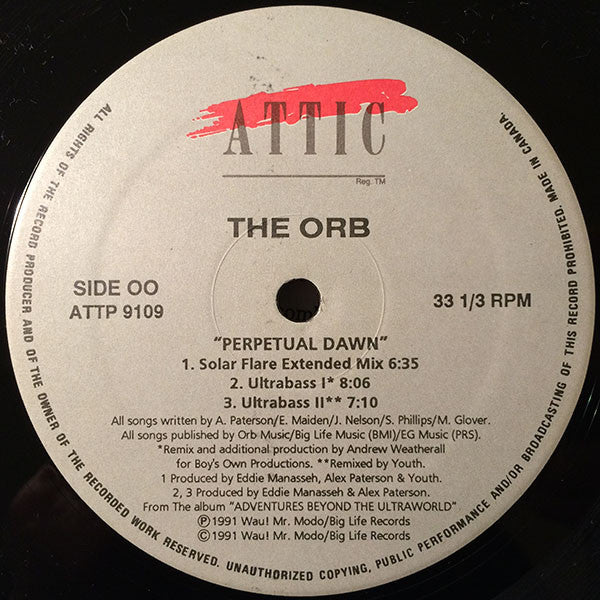 ATTIC
Reg. TM
THE ORB
SIDE OO
ATTP 9109
33 1/3 RPM
"PERPETUAL DAWN"
1. Solar Flare Extended Mix 6:35
2. Ultrabass I* 8:06
3. Ultrabass II** 7:10
All songs written by A. Paterson/E. Maiden/J. Nelson/S. Phillips/M. Glover.
All songs published by Orb Music/Big Life Music (BMI)/EG Music (PRS).
*Remix and additional production by Andrew Weatherall
for Boy's Own Productions. **Remixed by Youth.
1 Produced by Eddie Manasseh, Alex Paterson & Youth.
2, 3 Produced by Eddie Manasseh & Alex Paterson.
From The album "ADVENTURES BEYOND THE ULTRAWORLD"
Ⓟ1991 Wau! Mr. Modo/Big Life Records
©1991 Wau! Mr. Modo/Big Life Records
ALL RIGHTS OF THE RECORD PRODUCER AND OF THE OWNER OF THE RECORDED WORK RESERVED. UNAUTHORIZED COPYING, PUBLIC PERFORMANCE AND/OR BROADCASTING OF THIS RECORD PROHIBITED. MADE IN CANADA.